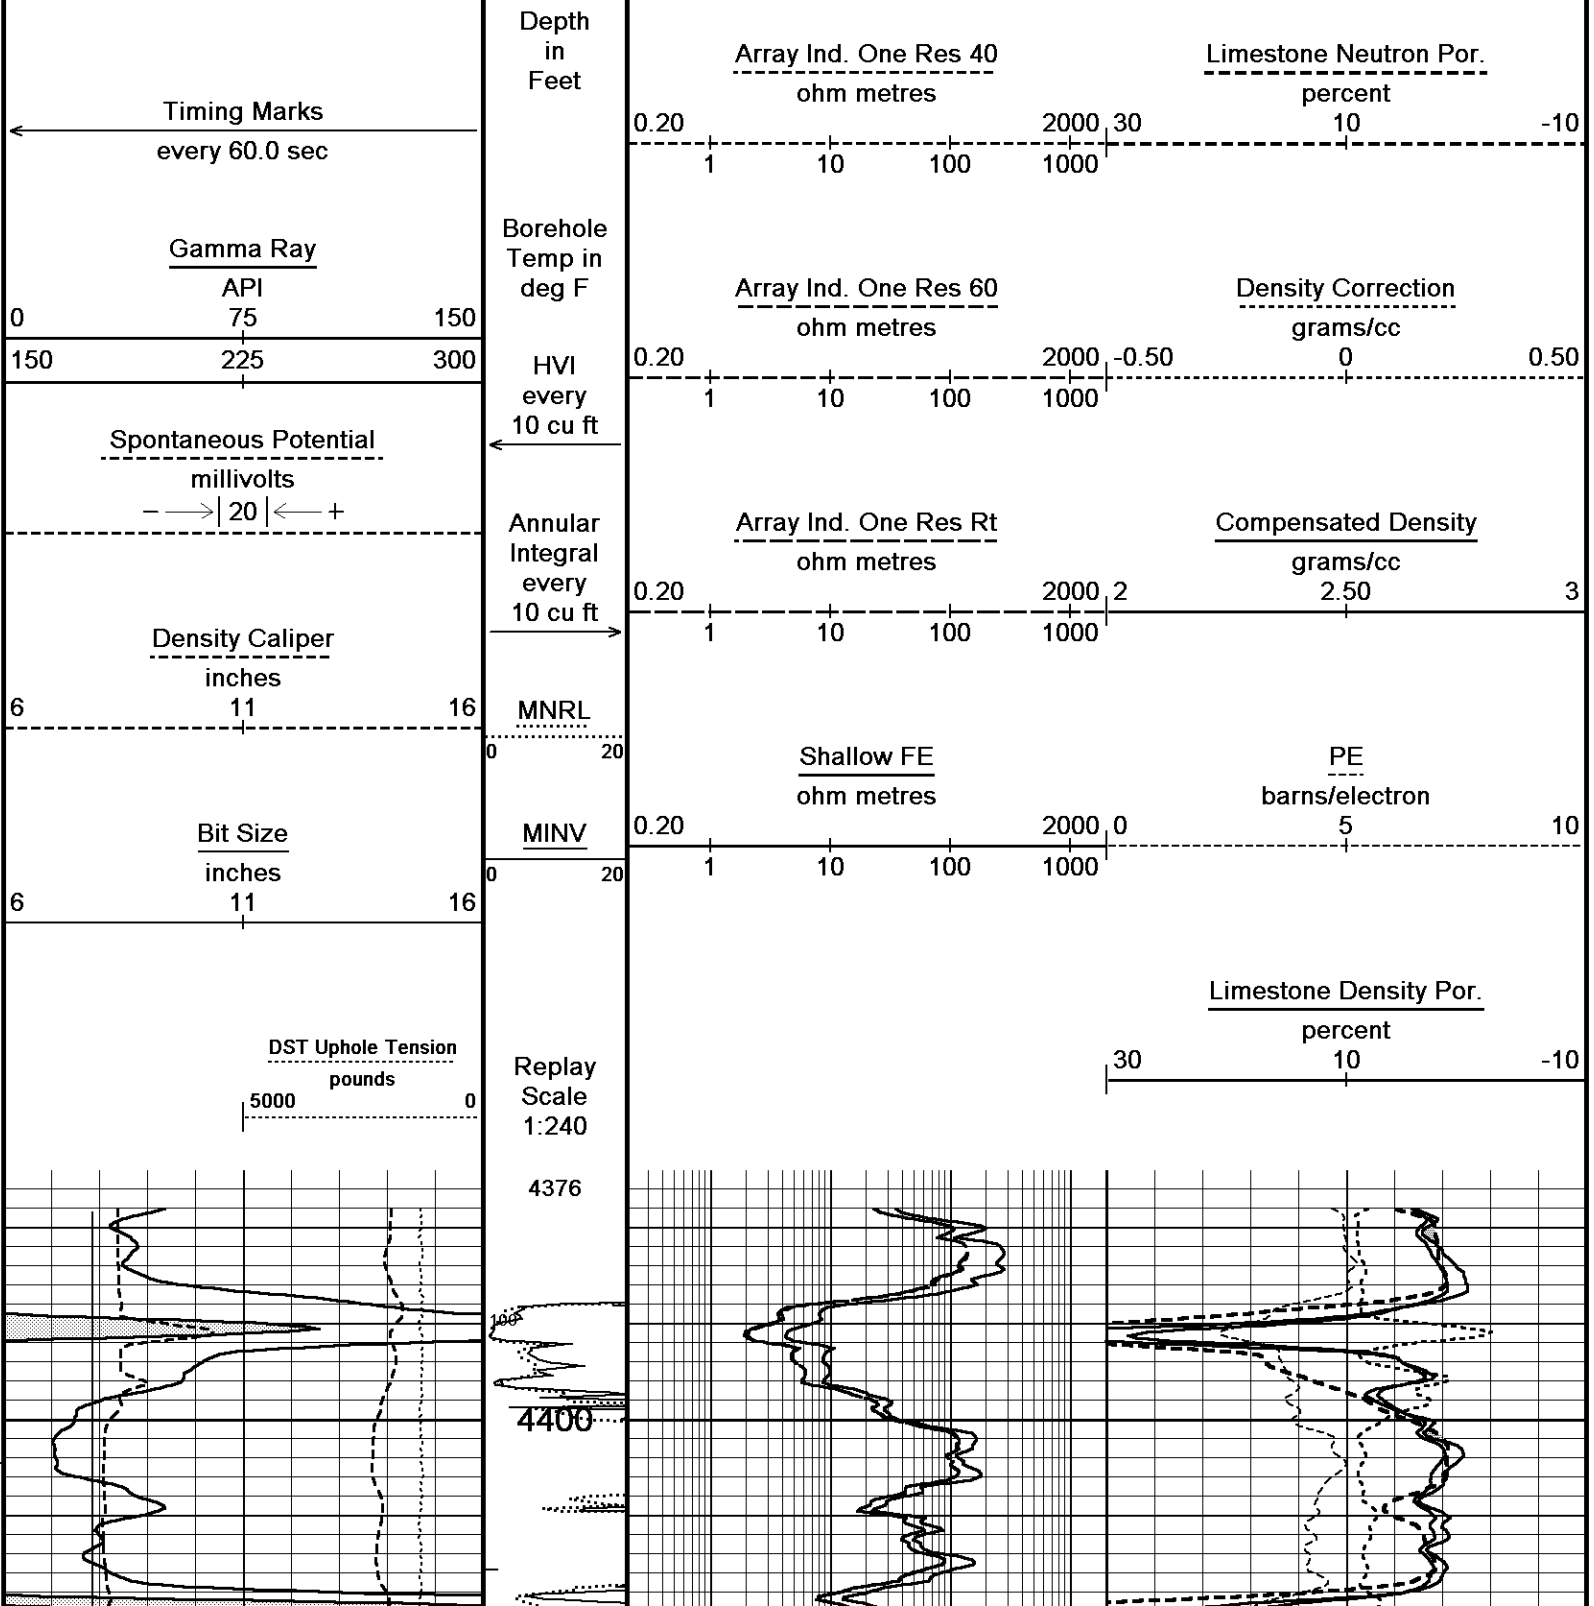 Timing Marks
every 60.0 sec
Gamma Ray
API
0 75 150
150 225 300
Spontaneous Potential
millivolts
− 20 +
Density Caliper
inches
6 11 16
Bit Size
inches
6 11 16
DST Uphole Tension
pounds
5000 0
Depth
in
Feet
Borehole
Temp in
deg F
HVI
every
10 cu ft
Annular
Integral
every
10 cu ft
MNRL
0 20
MINV
0 20
Replay
Scale
1:240
4376
100
4400
Array Ind. One Res 40
ohm metres
0.20 2000
1 10 100 1000
Array Ind. One Res 60
ohm metres
0.20 2000
1 10 100 1000
Array Ind. One Res Rt
ohm metres
0.20 2000
1 10 100 1000
Shallow FE
ohm metres
0.20 2000
1 10 100 1000
Limestone Neutron Por.
percent
30 10 -10
Density Correction
grams/cc
-0.50 0 0.50
Compensated Density
grams/cc
2 2.50 3
PE
barns/electron
0 5 10
Limestone Density Por.
percent
30 10 -10